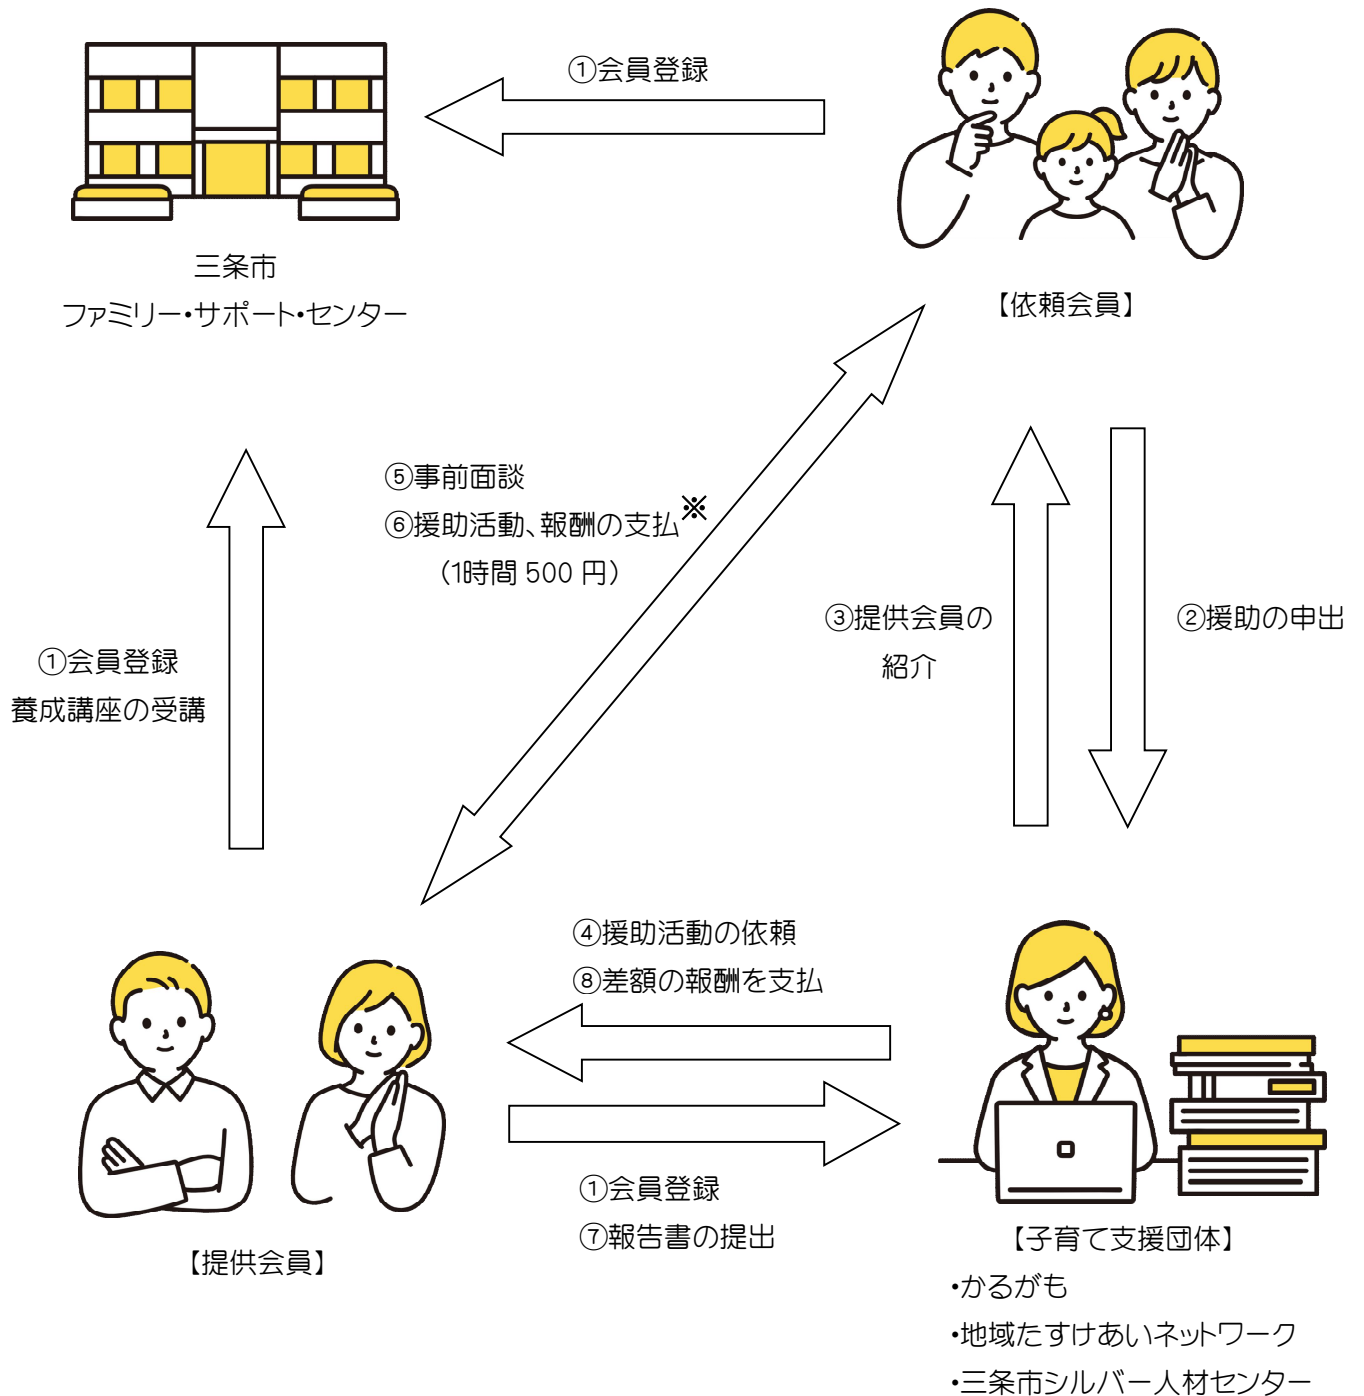 ①会員登録
三条市
ファミリー・サポート・センター
【依頼会員】
⑤事前面談
⑥援助活動、報酬の支払※
（1時間 500 円）
③提供会員の
紹介
②援助の申出
①会員登録
養成講座の受講
④援助活動の依頼
⑧差額の報酬を支払
①会員登録
⑦報告書の提出
【提供会員】
【子育て支援団体】
・かるがも
・地域たすけあいネットワーク
・三条市シルバー人材センター